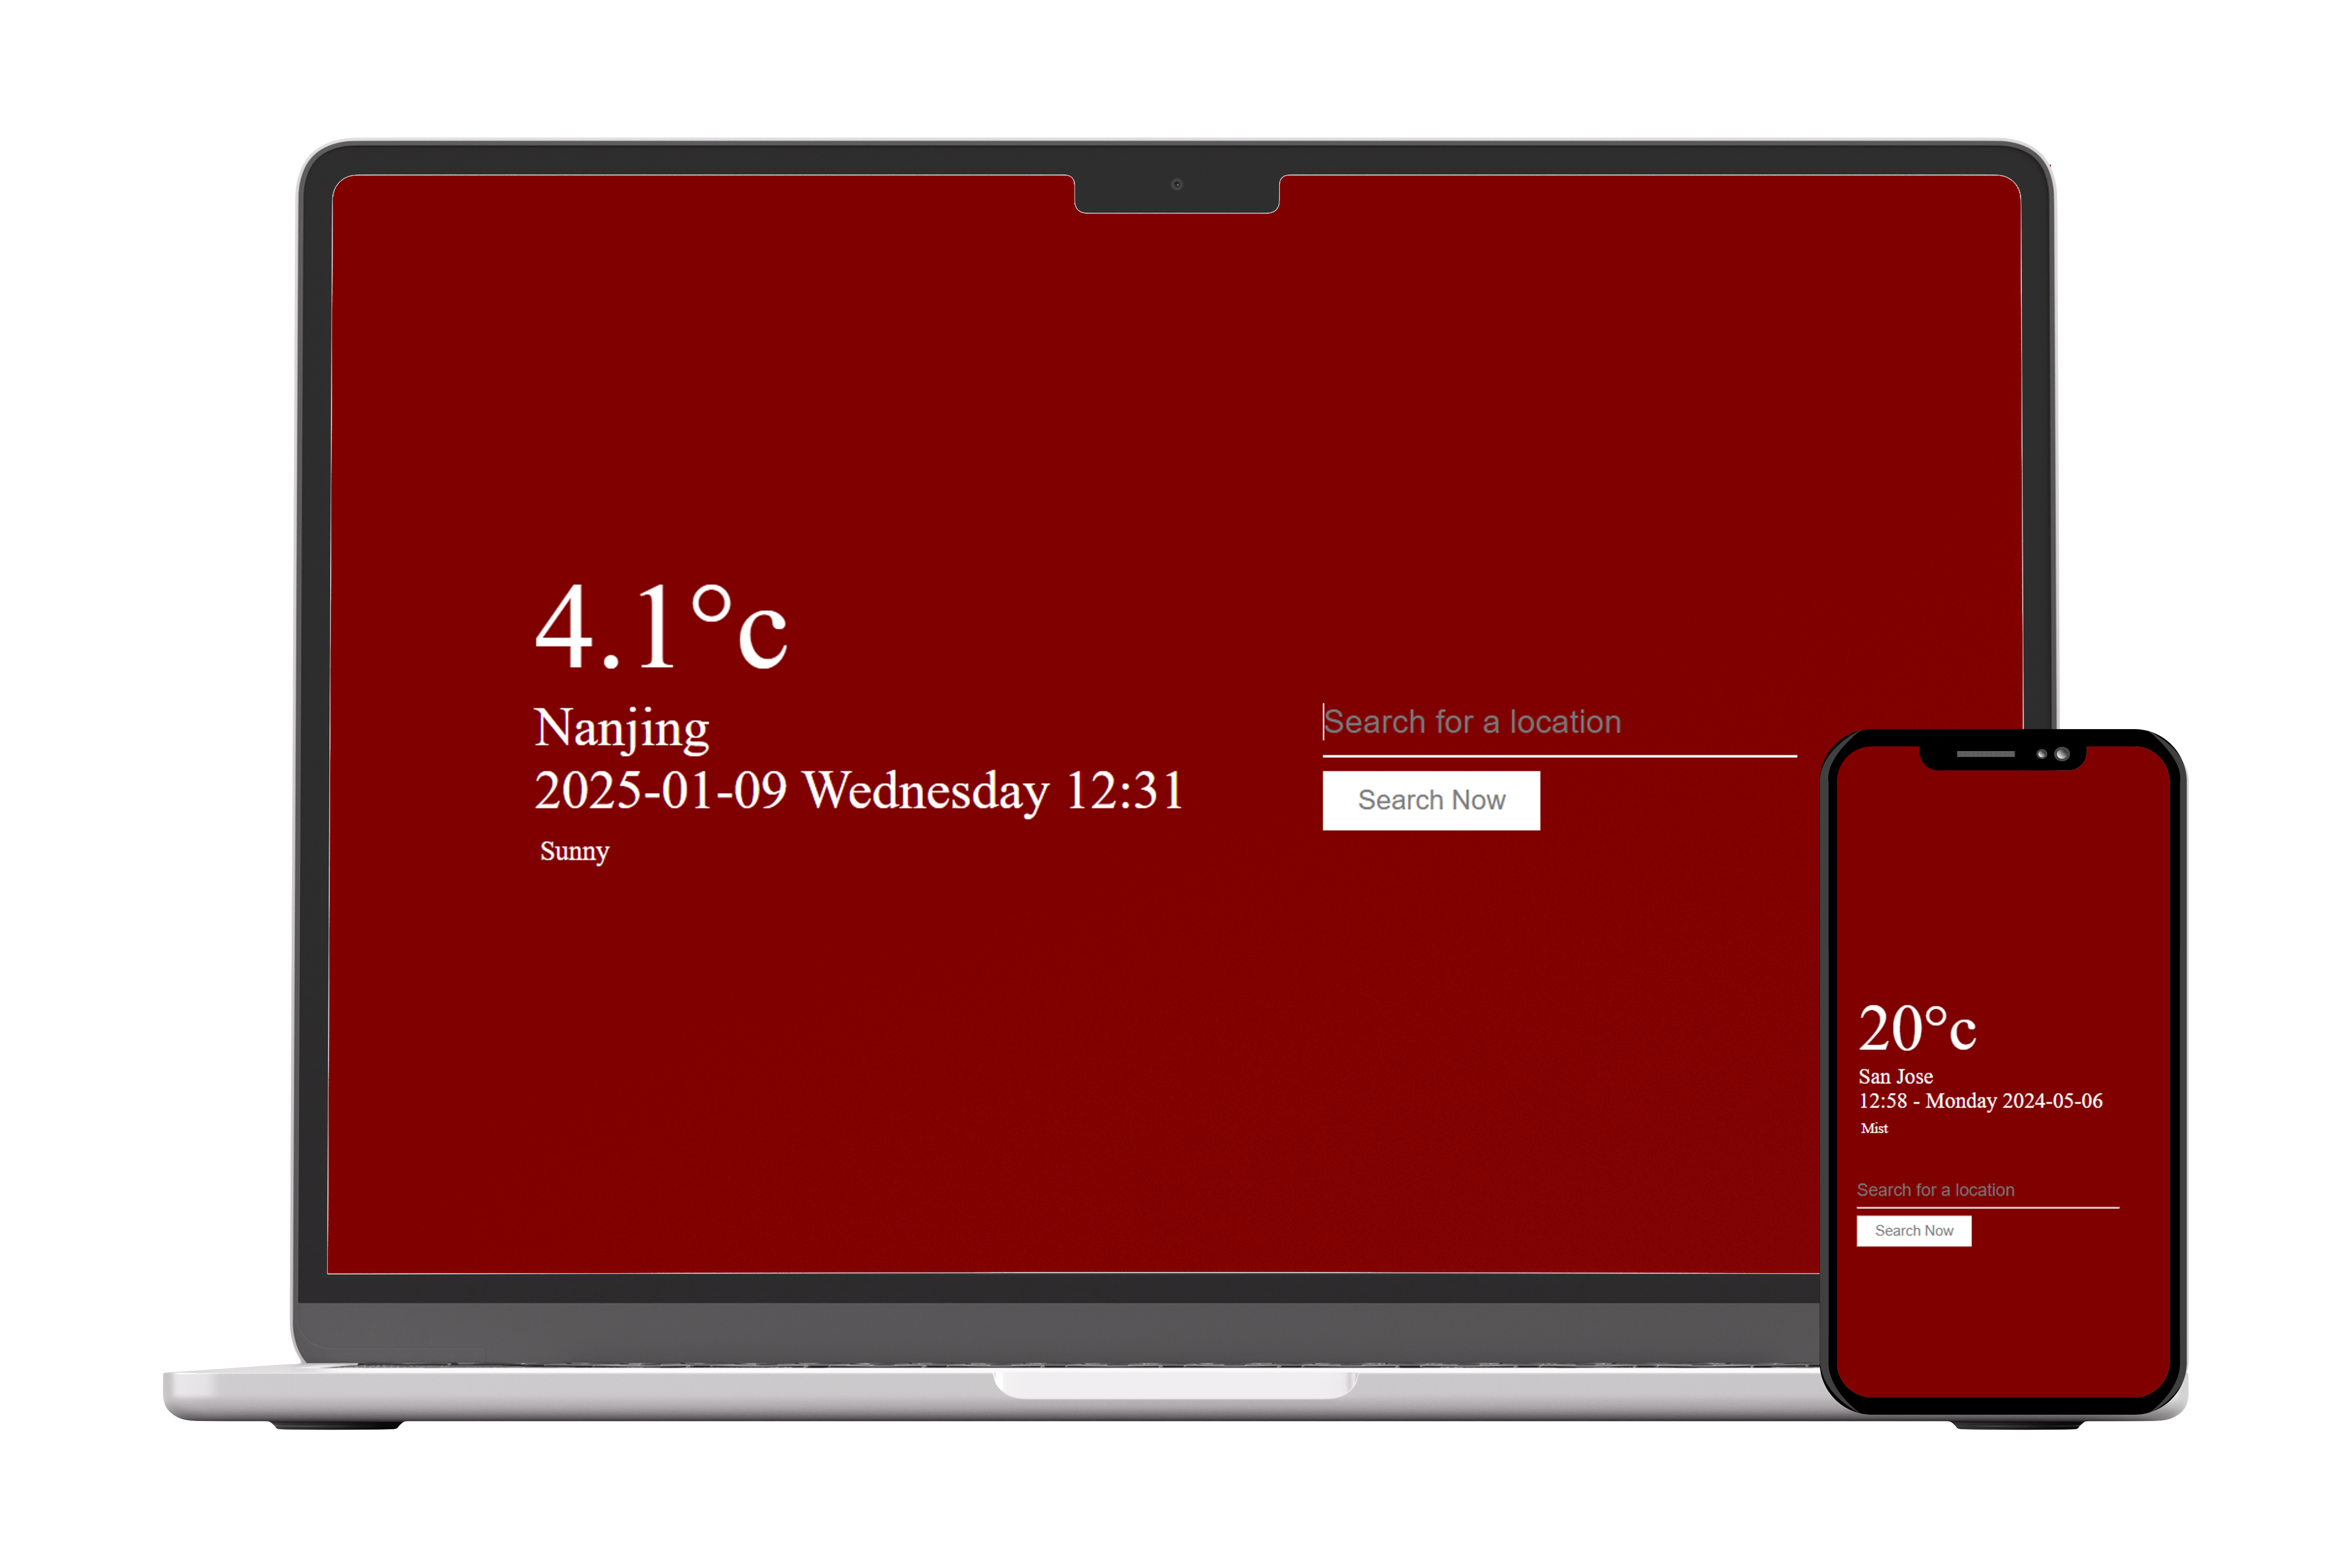 4.1°c
Nanjing
2025-01-09 Wednesday 12:31
Sunny
Search for a location
Search Now
20°c
San Jose
12:58 - Monday 2024-05-06
Mist
Search for a location
Search Now